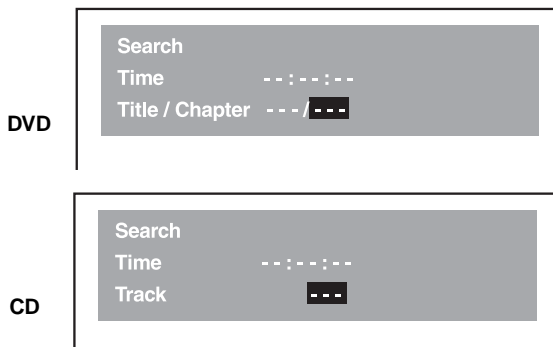 Search
Time --:--:--
DVD
Title / Chapter ---/---
Search
Time --:--:--
Track ---
CD